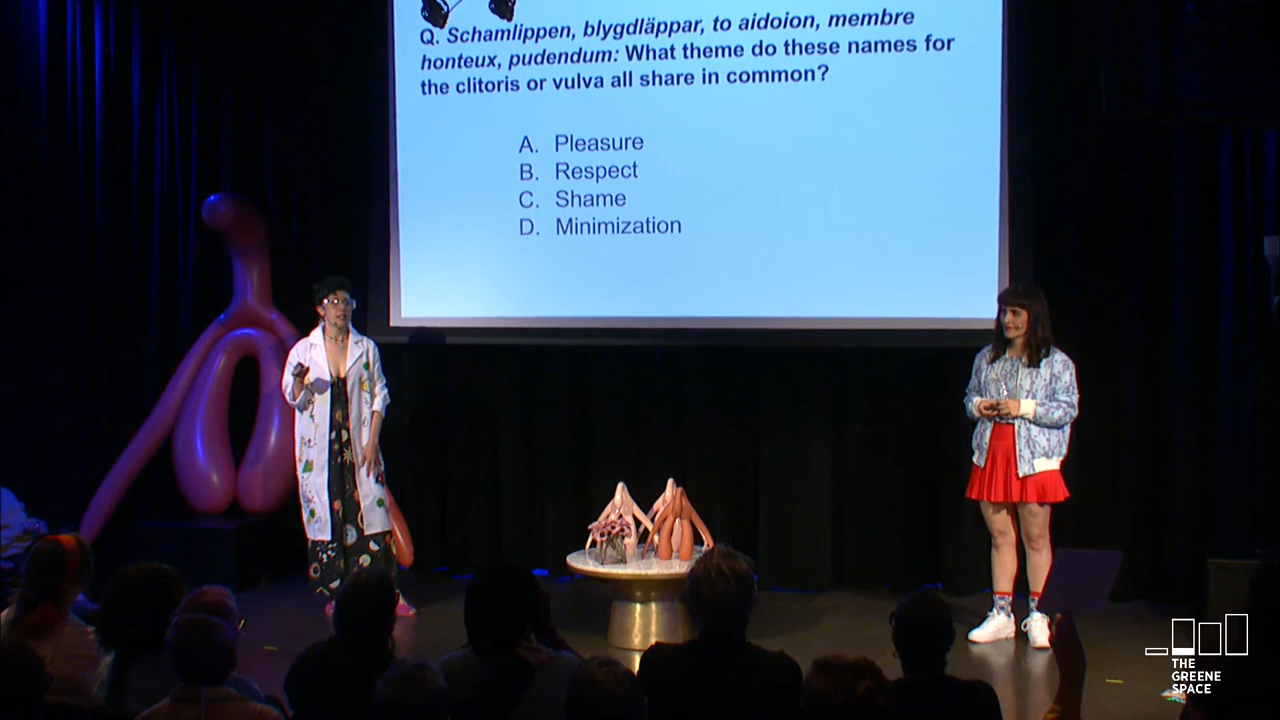 Q. Schamlippen, blygdläppar, to aidoion, membre
honteux, pudendum: What theme do these names for
the clitoris or vulva all share in common?
A. Pleasure
B. Respect
C. Shame
D. Minimization
THE
GREENE
SPACE